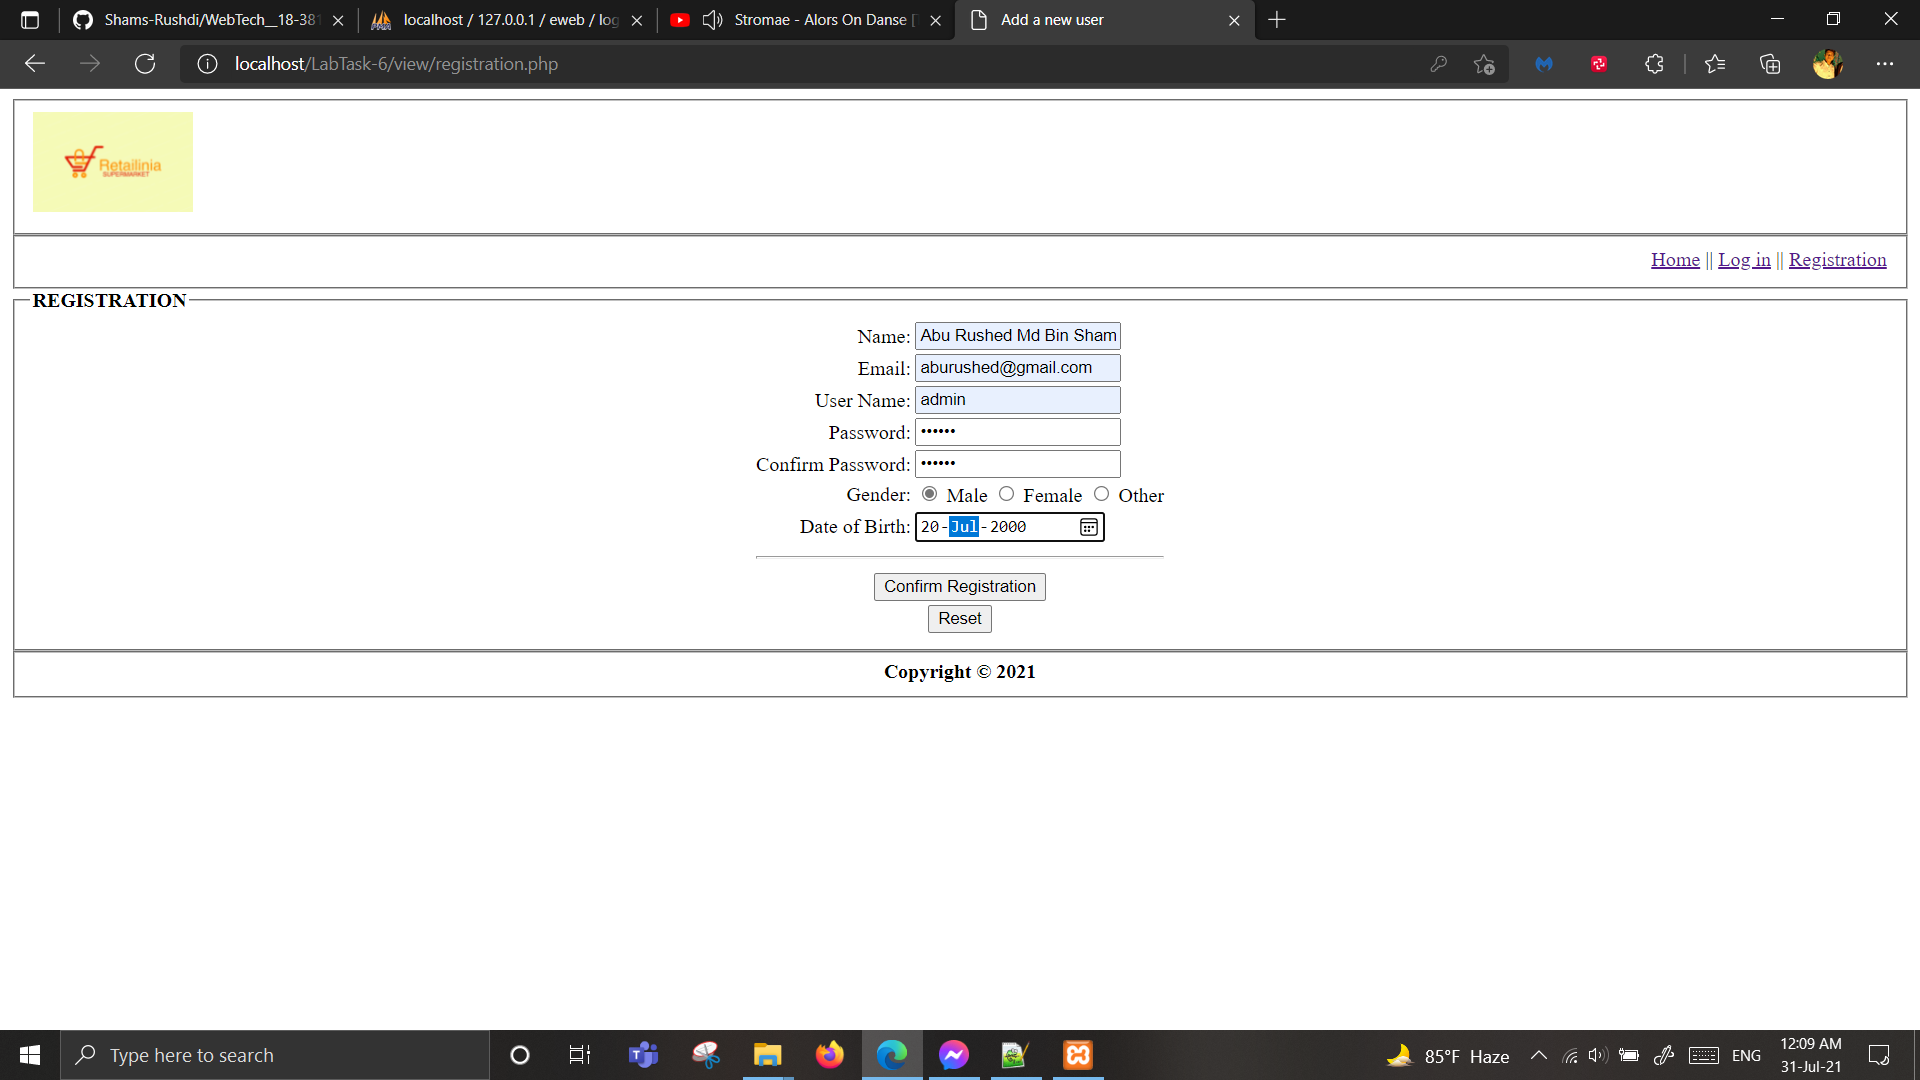 Shams-Rushdi/WebTech__18-381
localhost / 127.0.0.1 / eweb / log
Stromae - Alors On Danse [
Add a new user
localhost/LabTask-6/view/registration.php
Retailinia
SUPERMARKET
Home || Log in || Registration
REGISTRATION
Name: Abu Rushed Md Bin Sham
Email: aburushed@gmail.com
User Name: admin
Password: ••••••
Confirm Password: ••••••
Gender: Male Female Other
Date of Birth: 20-Jul-2000
Confirm Registration
Reset
Copyright © 2021
Type here to search
85°F Haze
ENG
12:09 AM
31-Jul-21